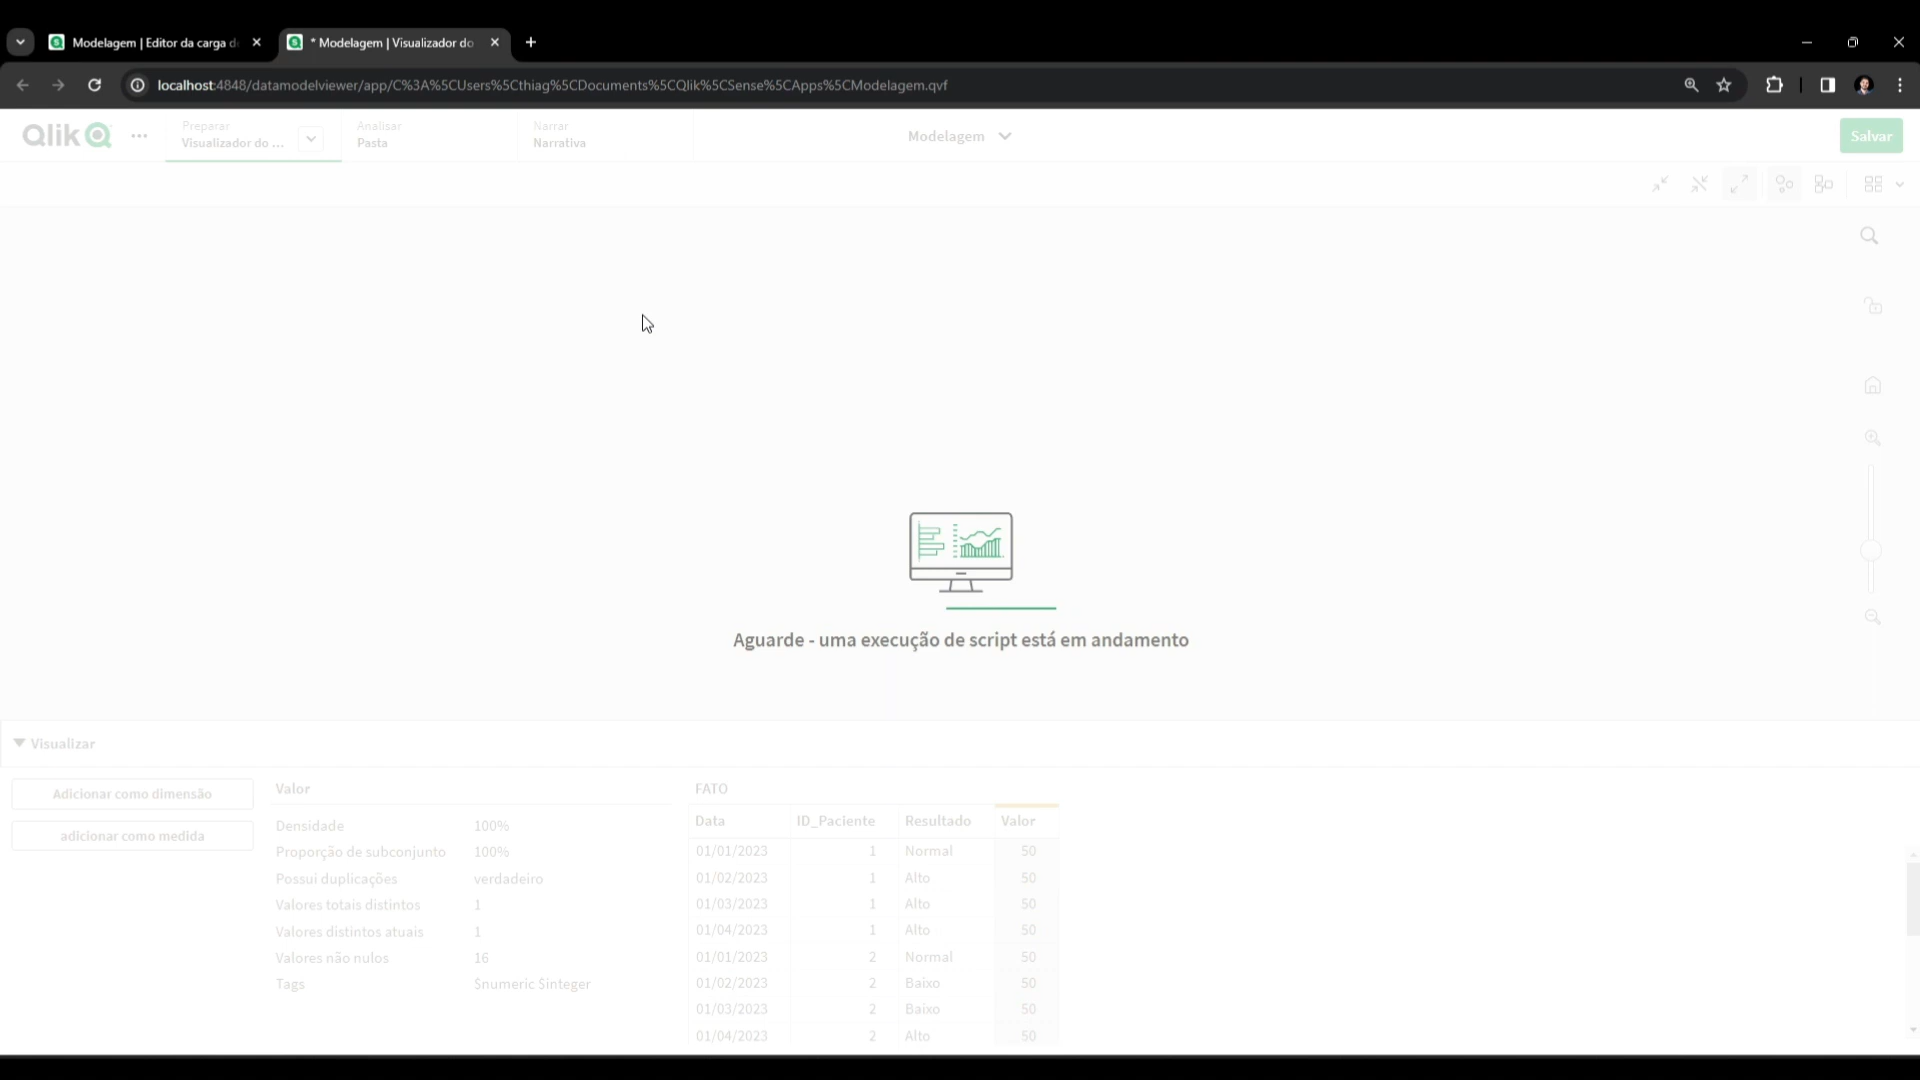 Modelagem | Editor da carga d
* Modelagem | Visualizador do
localhost:4848/datamodelviewer/app/C%3A%5CUsers%5Cthiag%5CDocuments%5CQlik%5CSense%5CApps%5CModelagem.qvf
Qlik
Preparar
Visualizador do ...
Analisar
Pasta
Narrar
Narrativa
Modelagem
Salvar
Aguarde - uma execução de script está em andamento
Visualizar
Adicionar como dimensão
adicionar como medida
Valor
Densidade 100%
Proporção de subconjunto 100%
Possui duplicações verdadeiro
Valores totais distintos 1
Valores distintos atuais 1
Valores não nulos 16
Tags $numeric $integer
FATO
Data ID_Paciente Resultado Valor
01/01/2023 1 Normal 50
01/02/2023 1 Alto 50
01/03/2023 1 Alto 50
01/04/2023 1 Alto 50
01/01/2023 2 Normal 50
01/02/2023 2 Baixo 50
01/03/2023 2 Baixo 50
01/04/2023 2 Alto 50